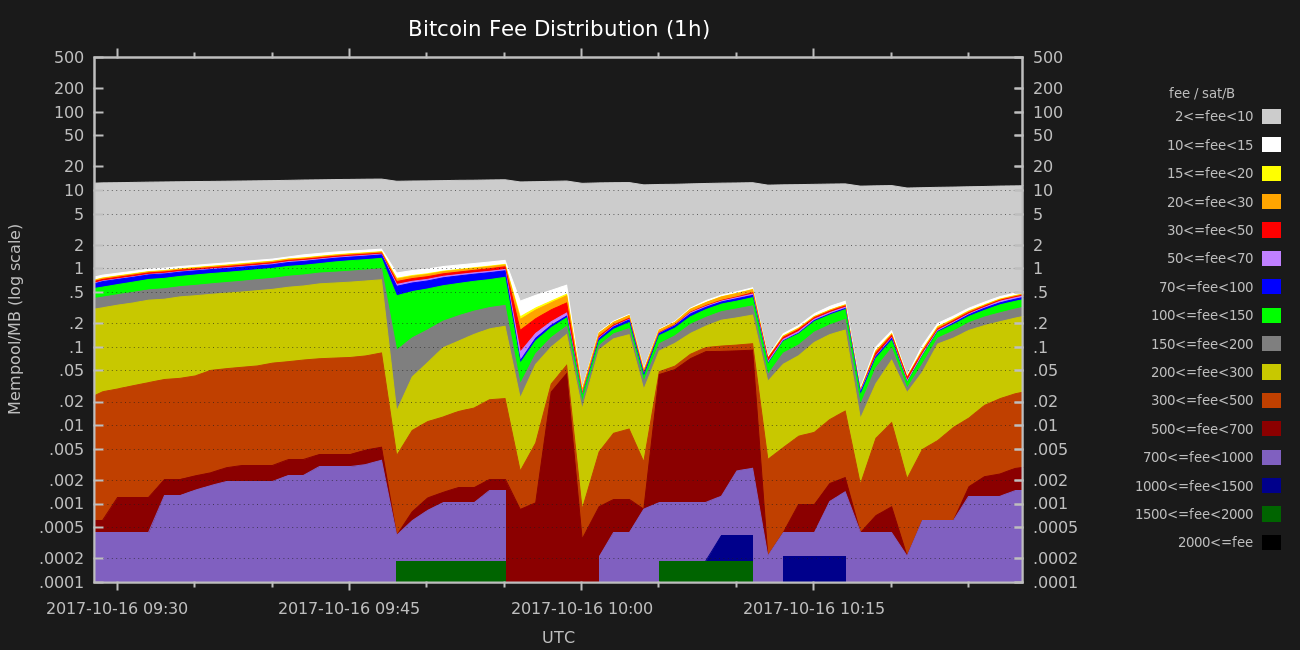 Bitcoin Fee Distribution (1h)
500
200
100
50
20
10
5
2
1
.5
.2
.1
.05
.02
.01
.005
.002
.001
.0005
.0002
.0001
Mempool/MB (log scale)
500
200
100
50
20
10
5
2
1
.5
.2
.1
.05
.02
.01
.005
.002
.001
.0005
.0002
.0001
2017-10-16 09:30
2017-10-16 09:45
2017-10-16 10:00
2017-10-16 10:15
UTC
fee / sat/B
2<=fee<10
10<=fee<15
15<=fee<20
20<=fee<30
30<=fee<50
50<=fee<70
70<=fee<100
100<=fee<150
150<=fee<200
200<=fee<300
300<=fee<500
500<=fee<700
700<=fee<1000
1000<=fee<1500
1500<=fee<2000
2000<=fee